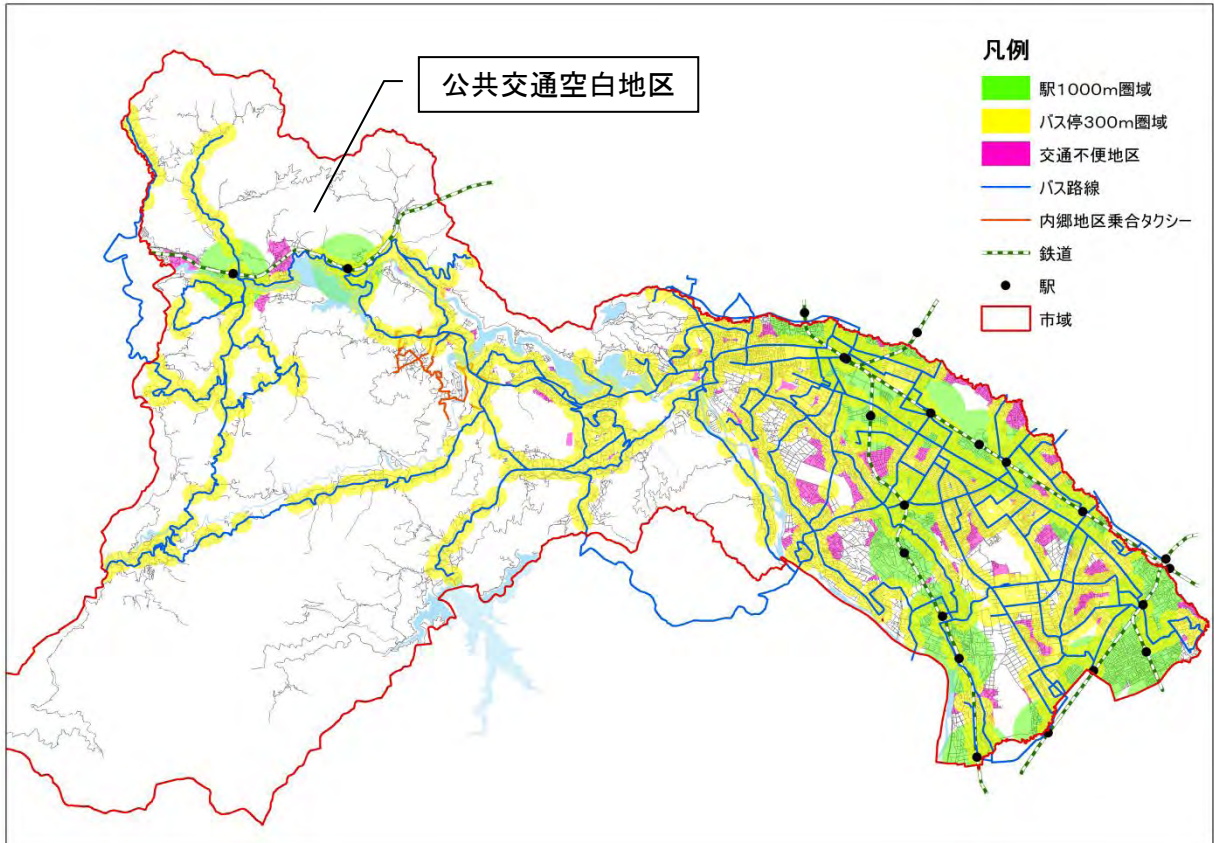 公共交通空白地区
凡例
駅1000m圏域
バス停300m圏域
交通不便地区
バス路線
内郷地区乗合タクシー
鉄道
駅
市域